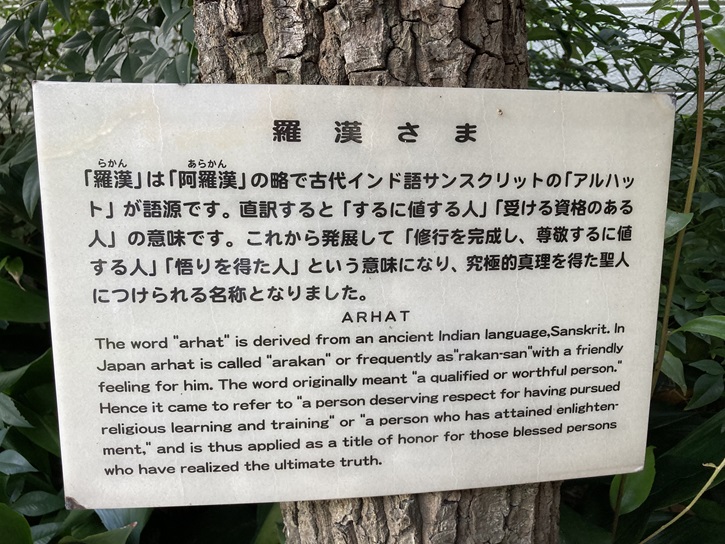 羅漢さま
らかん あらかん
「羅漢」は「阿羅漢」の略で古代インド語サンスクリットの「アルハッ
ト」が語源です。直訳すると「するに値する人」「受ける資格のある
人」の意味です。これから発展して「修行を完成し、尊敬するに値
する人」「悟りを得た人」という意味になり、究極的真理を得た聖人
につけられる名称となりました。
ARHAT
The word "arhat" is derived from an ancient Indian language,Sanskrit. In
Japan arhat is called "arakan" or frequently as"rakan-san"with a friendly
feeling for him. The word originally meant "a qualified or worthful person."
Hence it came to refer to "a person deserving respect for having pursued
religious learning and training" or "a person who has attained enlighten-
ment," and is thus applied as a title of honor for those blessed persons
who have realized the ultimate truth.